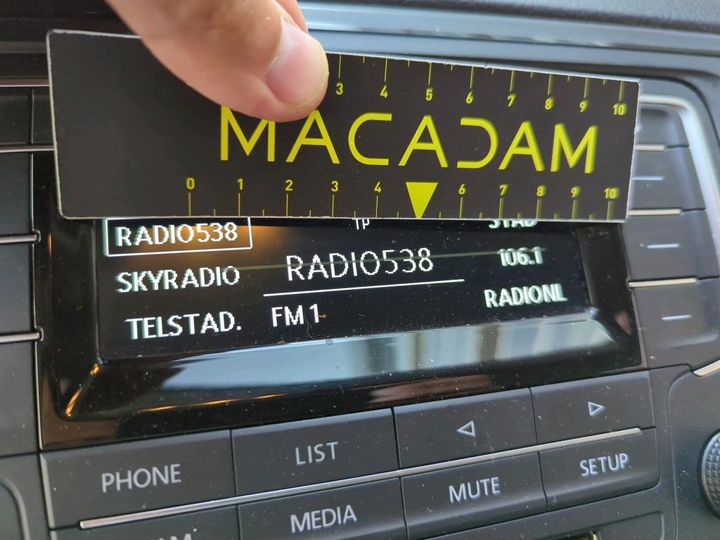 3 4 5 6 7 8 9 10
MACADAM
0 1 2 3 4 6 7 8 9 10
RADIO538 TP STAD
SKYRADIO RADIO538 106.1
TELSTAD. FM1 RADIONL
PHONE LIST
MEDIA MUTE SETUP